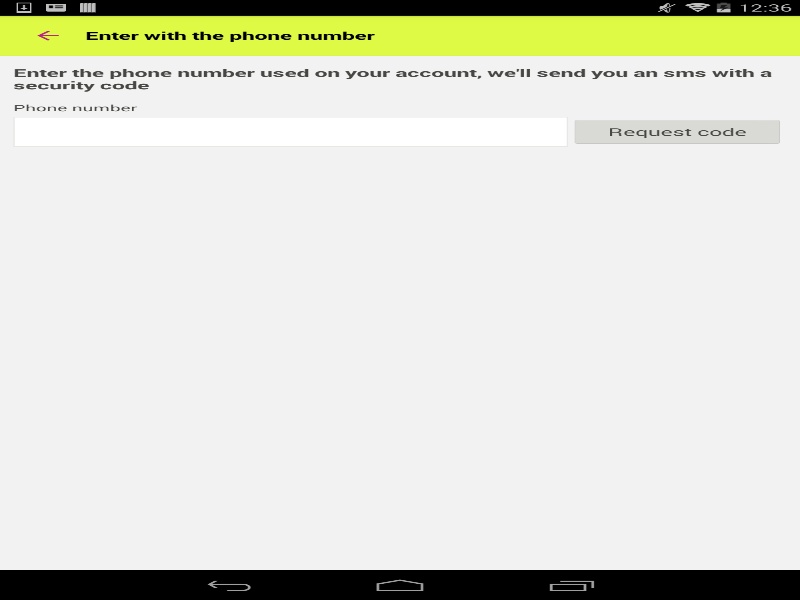 12:36
Enter with the phone number
Enter the phone number used on your account, we'll send you an sms with a
security code
Phone number
Request code